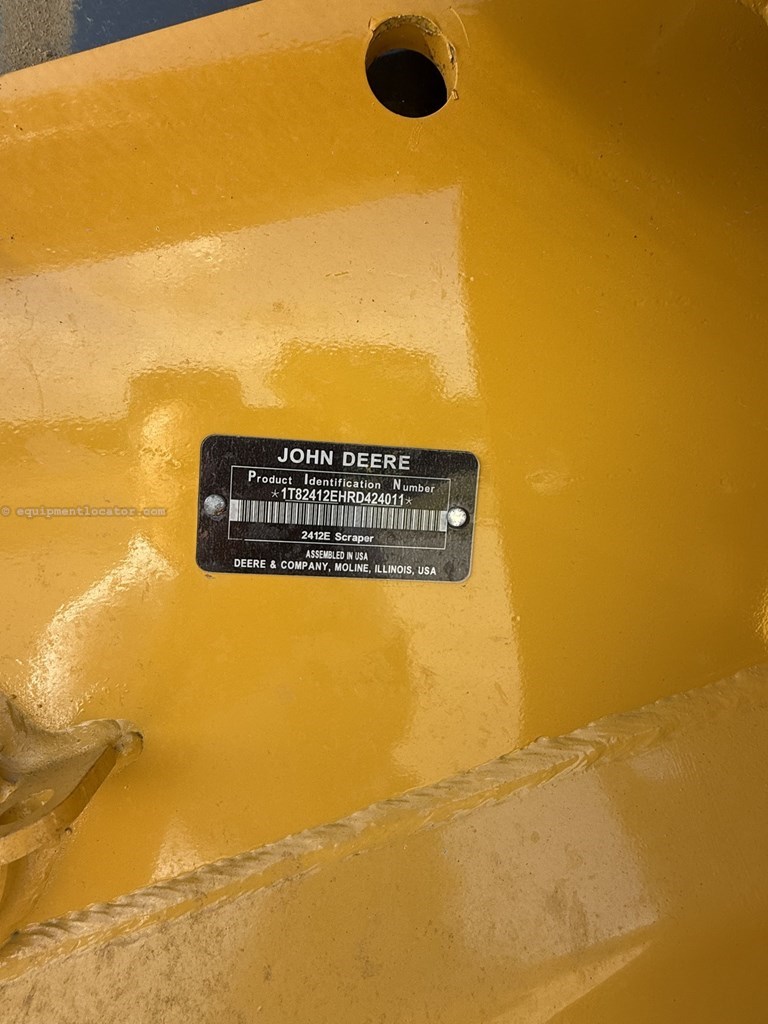 JOHN DEERE
Product Identification Number
*1T82412EHRD424011*
2412E Scraper
ASSEMBLED IN USA
DEERE & COMPANY, MOLINE, ILLINOIS, USA
© equipmentlocator.com